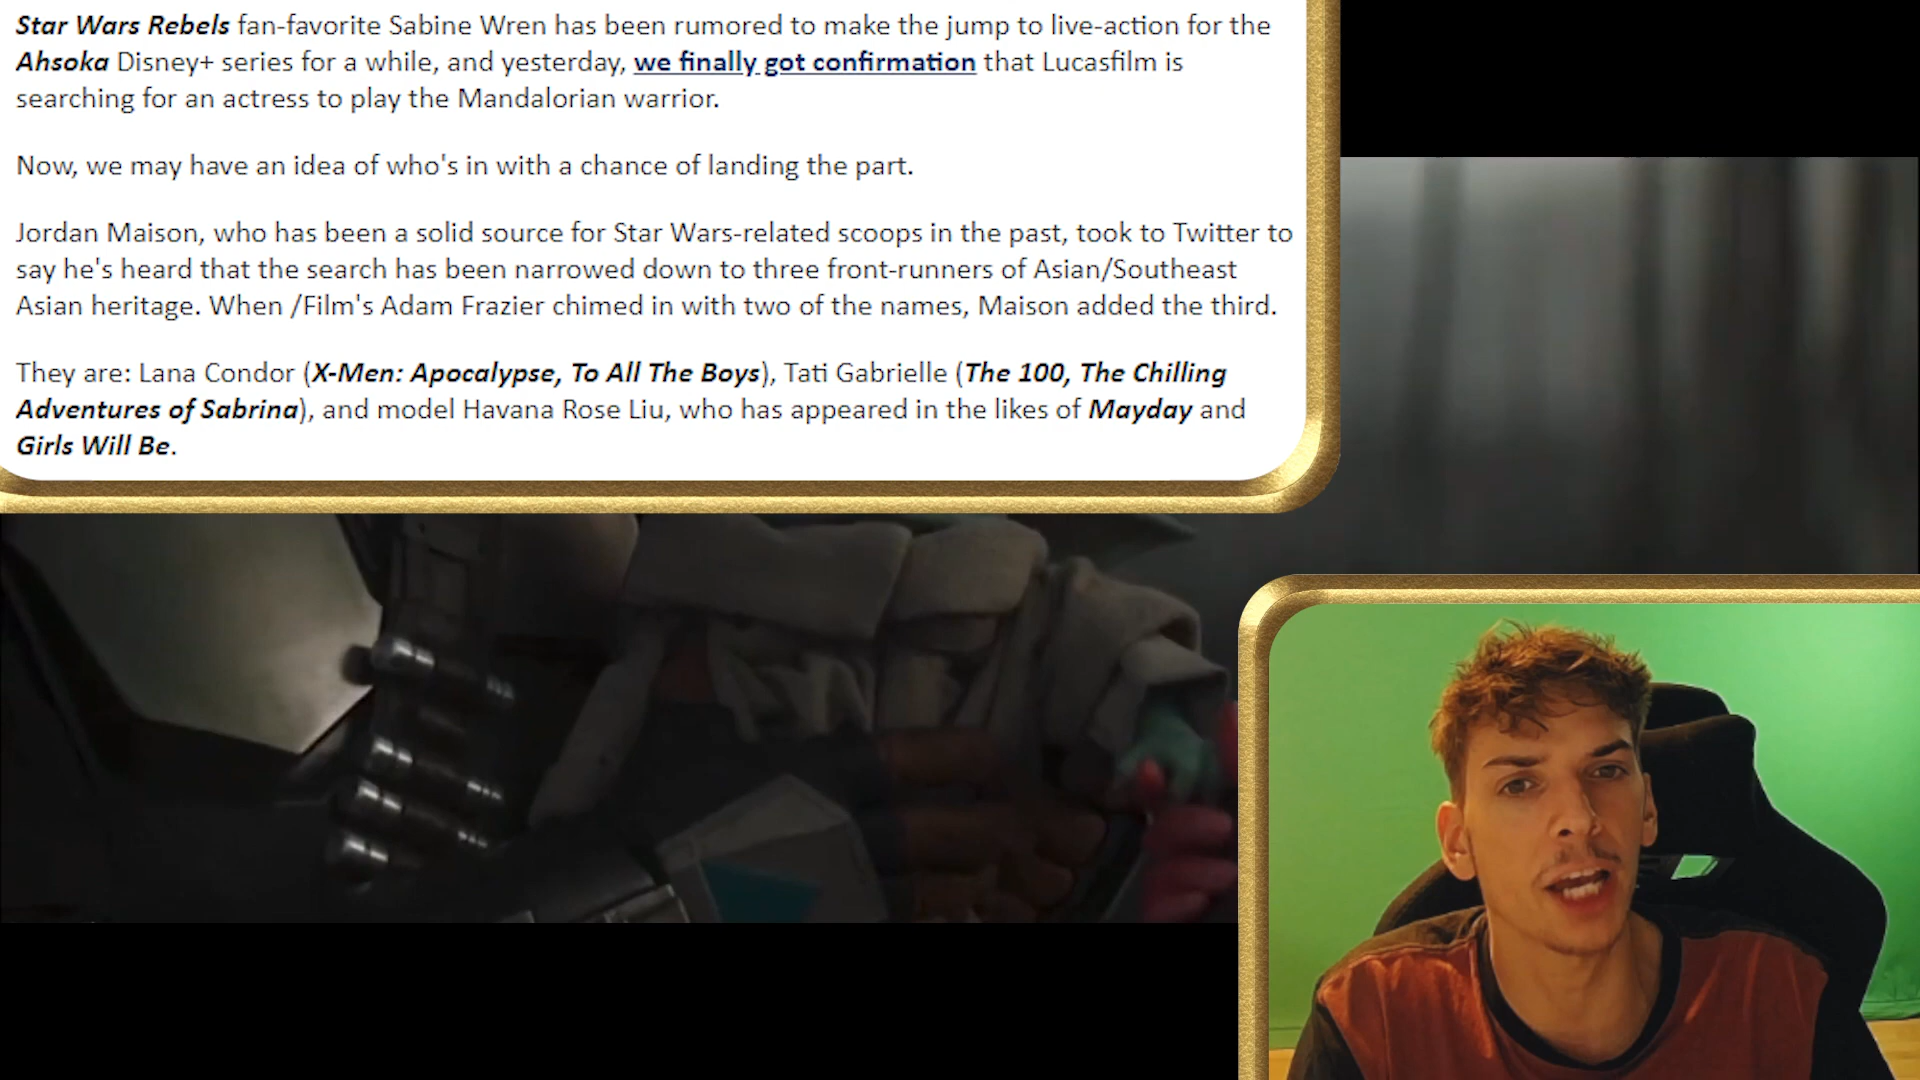 Star Wars Rebels fan-favorite Sabine Wren has been rumored to make the jump to live-action for the
Ahsoka Disney+ series for a while, and yesterday, we finally got confirmation that Lucasfilm is
searching for an actress to play the Mandalorian warrior.
Now, we may have an idea of who's in with a chance of landing the part.
Jordan Maison, who has been a solid source for Star Wars-related scoops in the past, took to Twitter to
say he's heard that the search has been narrowed down to three front-runners of Asian/Southeast
Asian heritage. When /Film's Adam Frazier chimed in with two of the names, Maison added the third.
They are: Lana Condor (X-Men: Apocalypse, To All The Boys), Tati Gabrielle (The 100, The Chilling
Adventures of Sabrina), and model Havana Rose Liu, who has appeared in the likes of Mayday and
Girls Will Be.